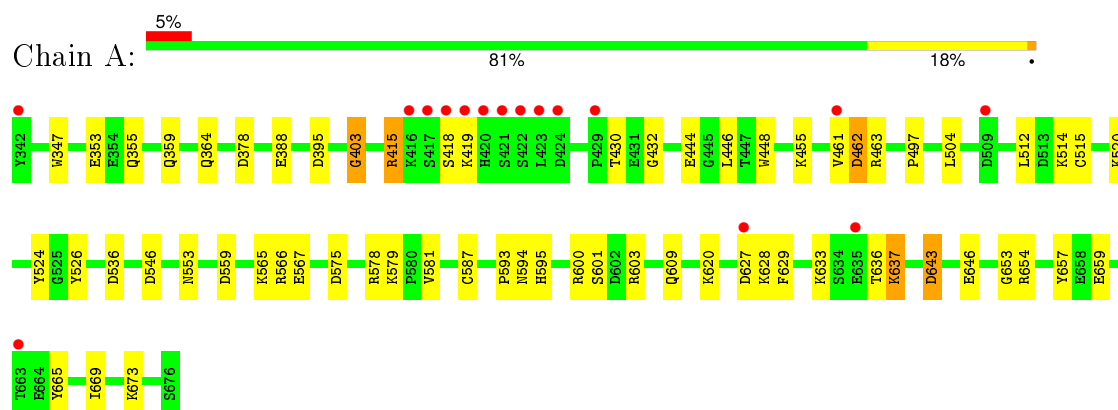 5%
Chain A:
81% 18% •
Y342 W347 E353 E354 Q355 Q359 Q364 D378 E388 D395 G403 R415 K416 S417 S418 K419 H420 S421 S422 L423 D424 P429 T430 E431 G432 E444 G445 L446 T447 W448 K455 V461 D462 R463 P497 L504 D509 L512 D513 K514 C515 K520
Y524 G525 Y526 D536 D546 N553 D559 K565 R566 E567 D575 R578 K579 P580 V581 C587 P593 N594 H595 R600 S601 D602 R603 Q609 K620 D627 K628 F629 K633 S634 E635 T636 K637 D643 E646 G653 R654 Y657 E658 E659
T663 E664 Y665 I669 K673 S676